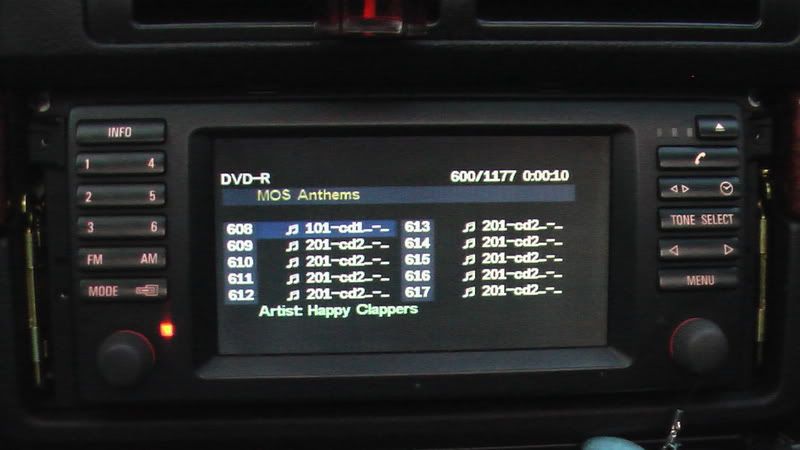 INFO
1 4
2 5
3 6
FM AM
MODE
DVD-R 600/1177 0:00:10
MOS Anthems
608 101-cd1_-_ 613 201-cd2_-_
609 201-cd2_-_ 614 201-cd2_-_
610 201-cd2_-_ 615 201-cd2_-_
611 201-cd2_-_ 616 201-cd2_-_
612 201-cd2_-_ 617 201-cd2_-_
Artist: Happy Clappers
TONE SELECT
MENU